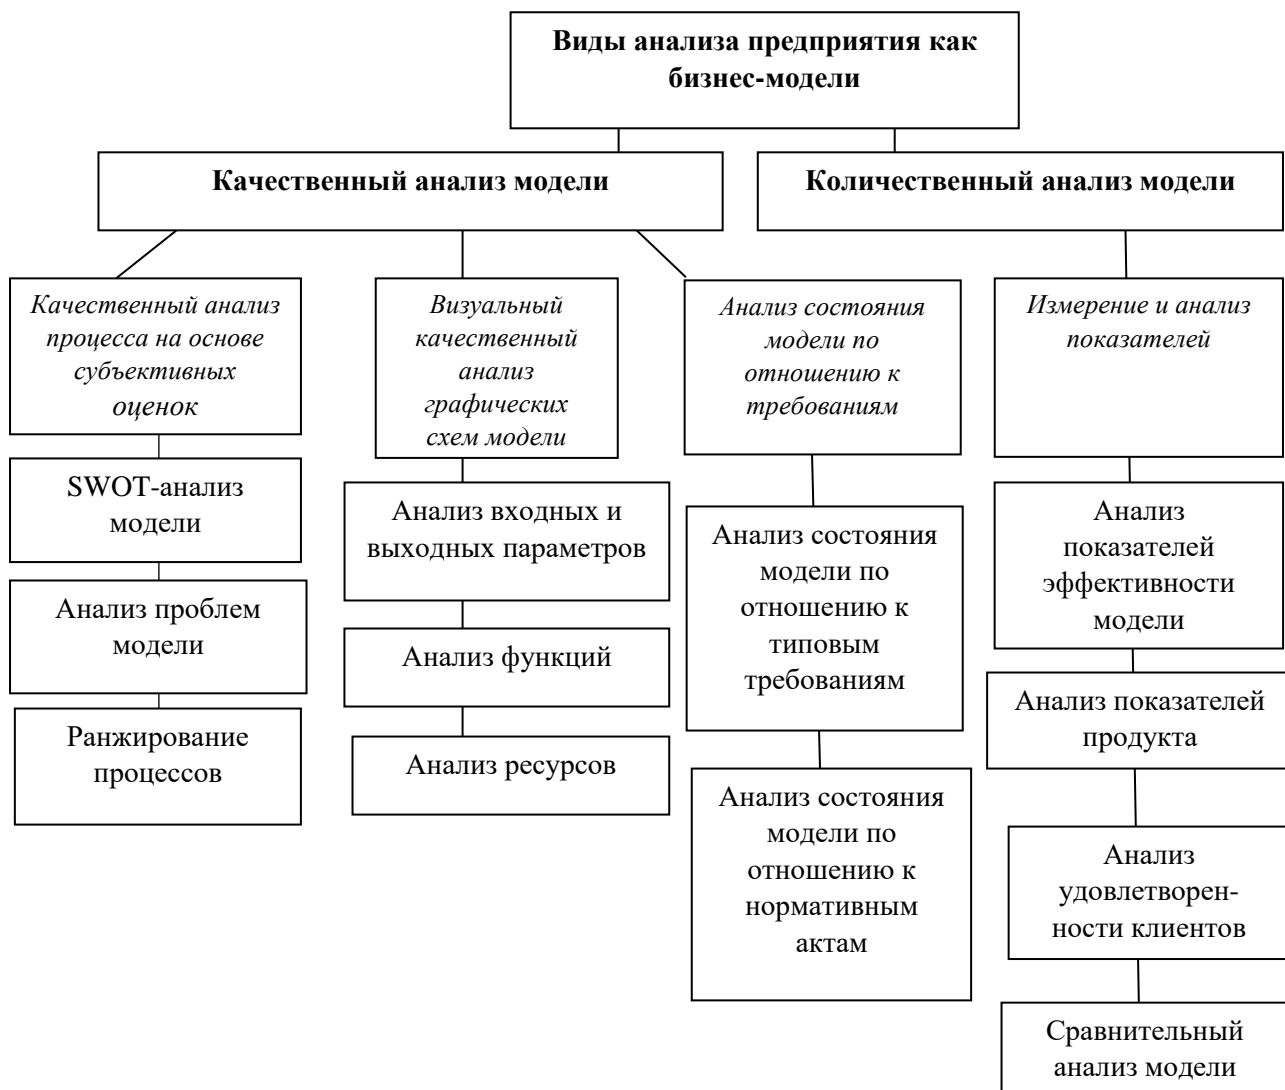 Виды анализа предприятия как
бизнес-модели
Качественный анализ модели
Количественный анализ модели
Качественный анализ
процесса на основе
субъективных
оценок
Визуальный
качественный
анализ
графических
схем модели
Анализ состояния
модели по
отношению к
требованиям
Измерение и анализ
показателей
SWOT-анализ
модели
Анализ проблем
модели
Ранжирование
процессов
Анализ входных и
выходных параметров
Анализ функций
Анализ ресурсов
Анализ состояния
модели по
отношению к
типовым
требованиям
Анализ состояния
модели по
отношению к
нормативным
актам
Анализ
показателей
эффективности
модели
Анализ показателей
продукта
Анализ
удовлетворен-
ности клиентов
Сравнительный
анализ модели